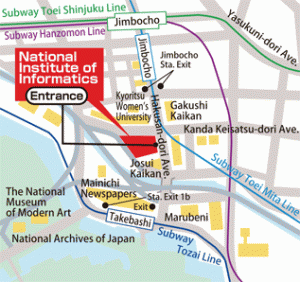 Subway Toei Shinjuku Line
Jimbocho
Yasukuni-dori Ave.
Subway Hanzomon Line
Jimbocho
Jimbocho
Sta. Exit
National
Institute of
Informatics
Entrance
Kyoritsu
Women's
University
Hakusan-dori Ave.
Gakushi
Kaikan
Kanda Keisatsu-dori Ave.
Josui
Kaikan
Subway Toei Mita Line
The National
Museum
of Modern Art
Mainichi
Newspapers
Sta. Exit 1b
Exit
Takebashi
Marubeni
National Archives of Japan
Subway
Tozai Line